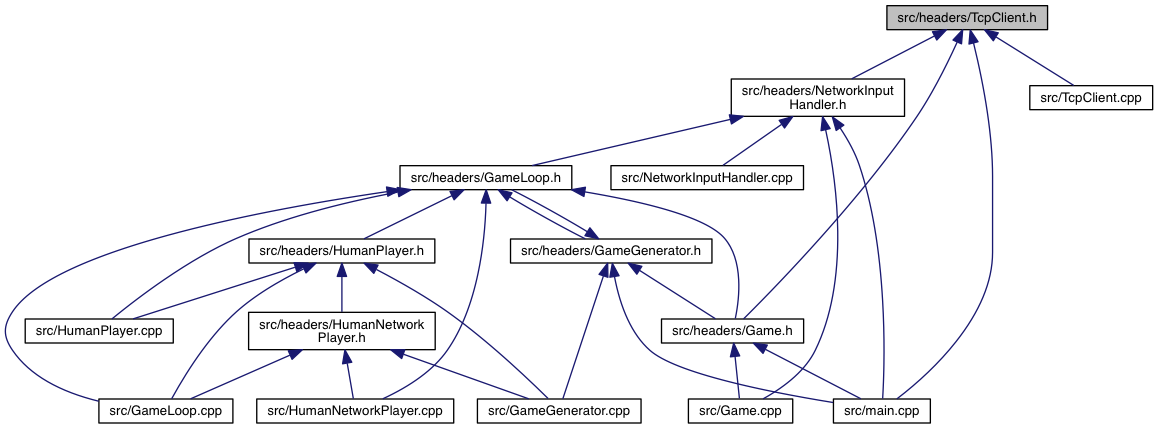 src/headers/TcpClient.h
src/headers/NetworkInput
Handler.h
src/TcpClient.cpp
src/headers/GameLoop.h
src/NetworkInputHandler.cpp
src/headers/HumanPlayer.h
src/headers/GameGenerator.h
src/HumanPlayer.cpp
src/headers/HumanNetwork
Player.h
src/headers/Game.h
src/GameLoop.cpp
src/HumanNetworkPlayer.cpp
src/GameGenerator.cpp
src/Game.cpp
src/main.cpp